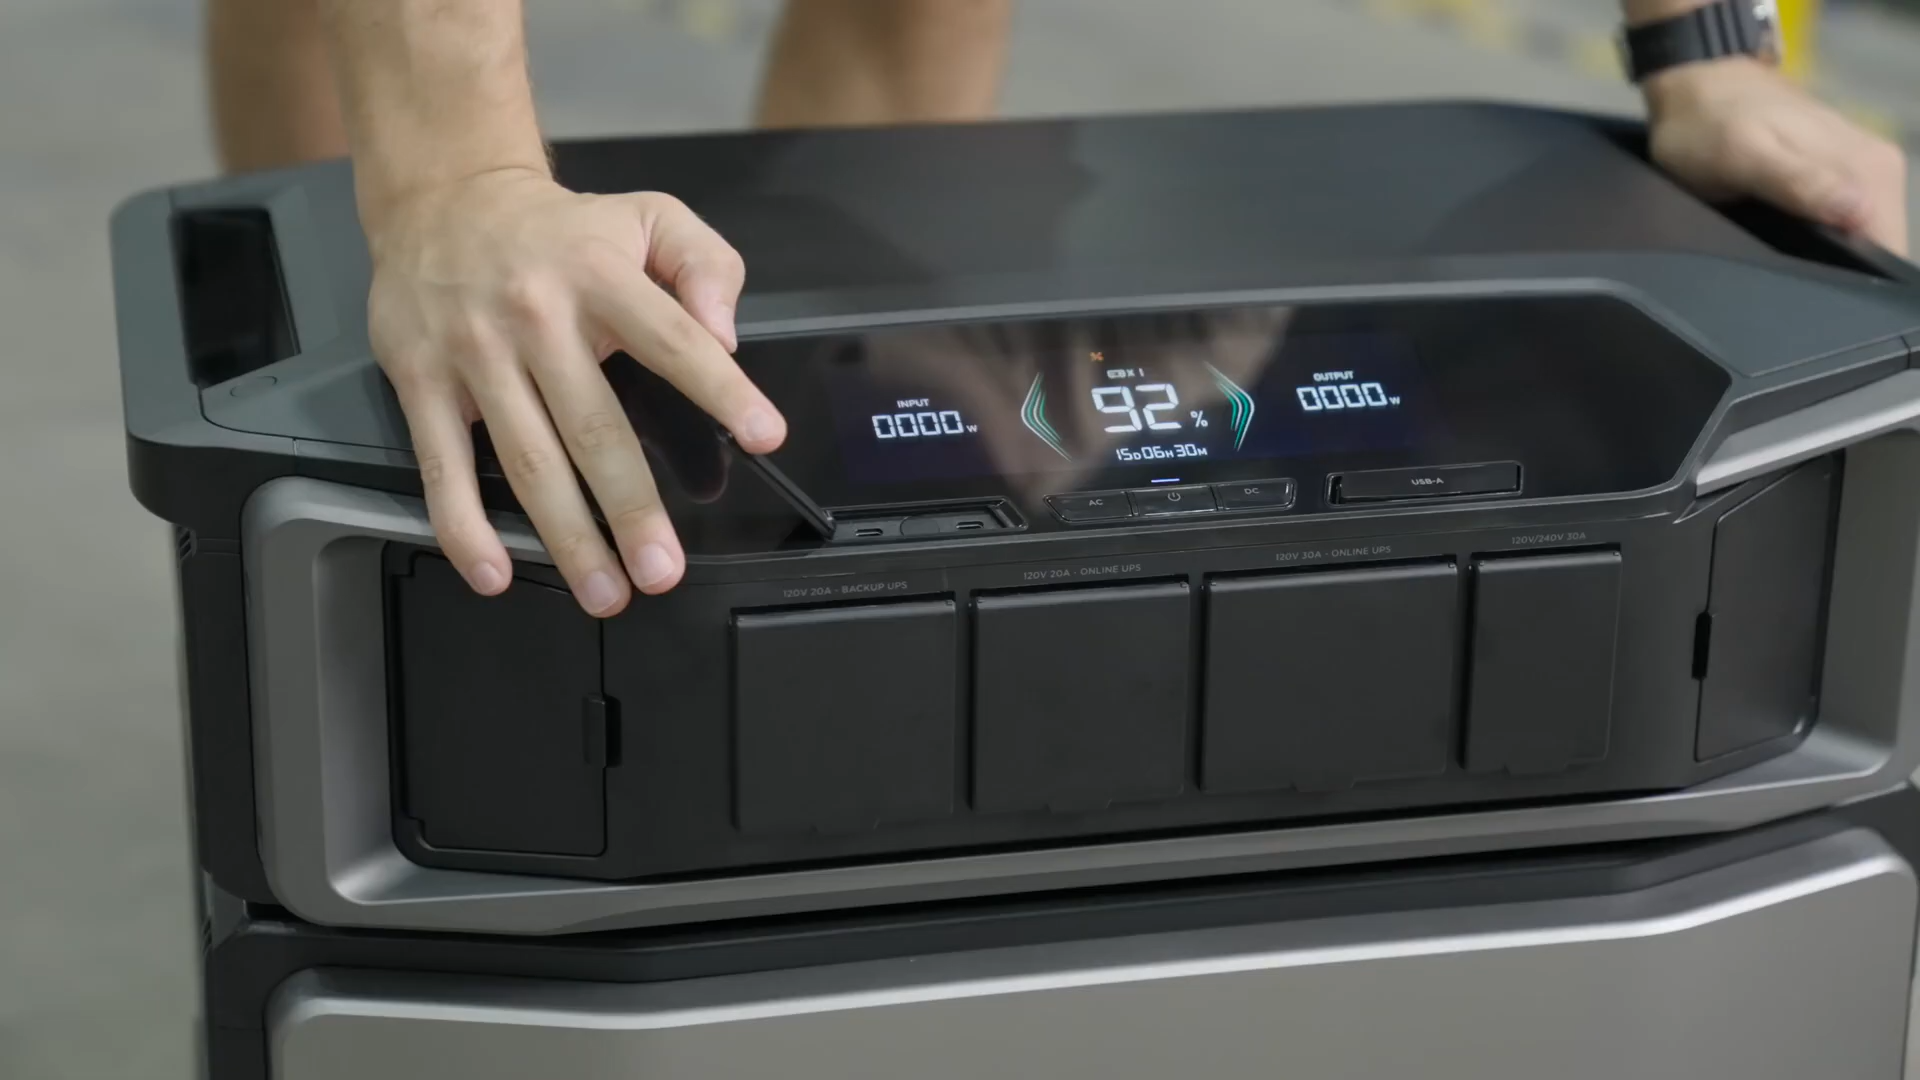 INPUT
0000W
X 1
92%
15D06H30M
OUTPUT
0000W
AC
DC
USB-A
120V 20A - BACKUP UPS
120V 20A - ONLINE UPS
120V 30A - ONLINE UPS
120V/240V 30A